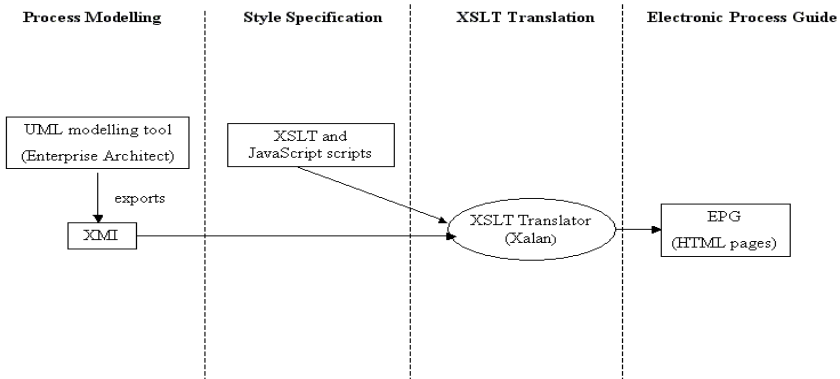 Process Modelling
Style Specification
XSLT Translation
Electronic Process Guide
UML modelling tool
(Enterprise Architect)
exports
XMI
XSLT and
JavaScript scripts
XSLT Translator
(Xalan)
EPG
(HTML pages)